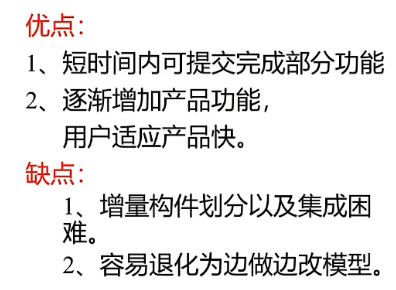 优点：
1、短时间内可提交完成部分功能
2、逐渐增加产品功能，
用户适应产品快。
缺点：
1、增量构件划分以及集成困
难。
2、容易退化为边做边改模型。